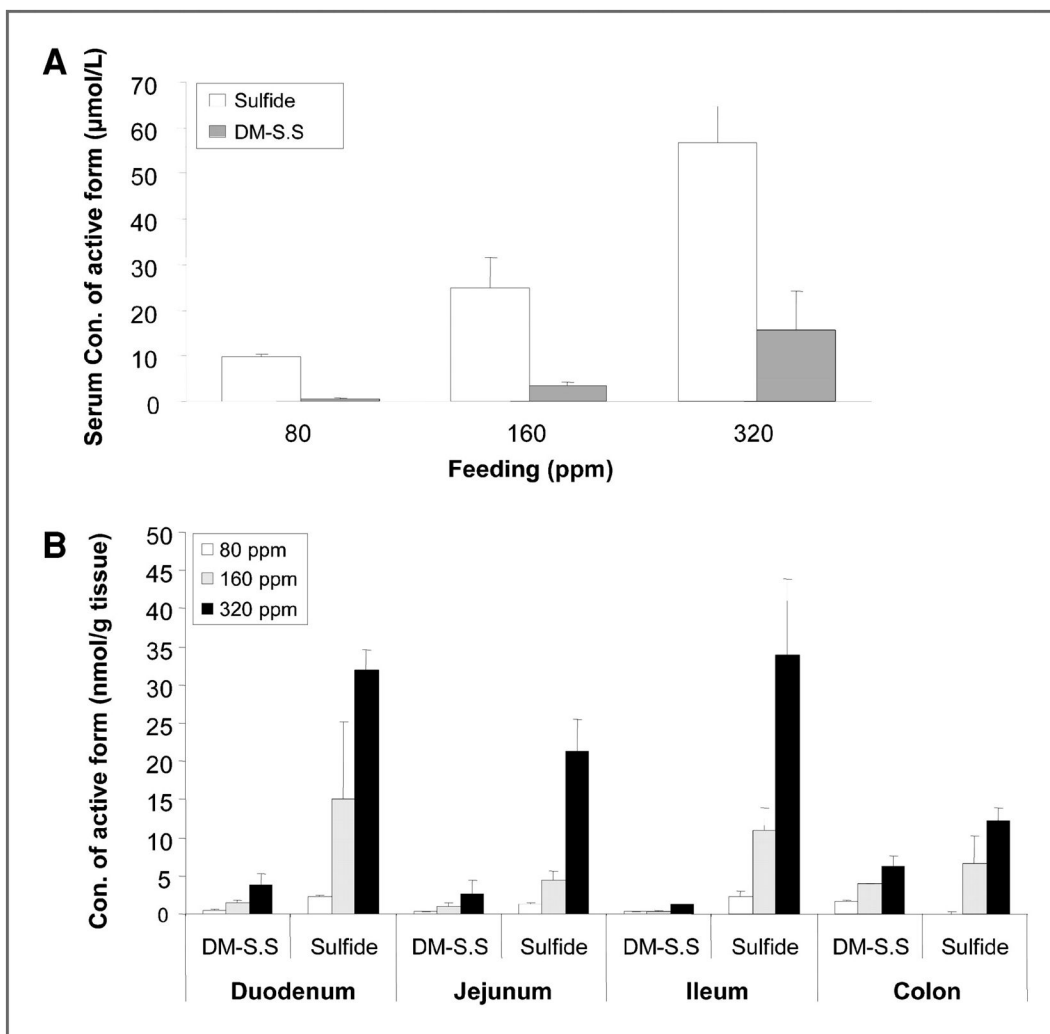 A
Serum Con. of active form (μmol/L)
70
60
50
40
30
20
10
0
Sulfide
DM-S.S
80 160 320
Feeding (ppm)
B
Con. of active form (nmol/g tissue)
50
45
40
35
30
25
20
15
10
5
0
80 ppm
160 ppm
320 ppm
DM-S.S Sulfide DM-S.S Sulfide DM-S.S Sulfide DM-S.S Sulfide
Duodenum Jejunum Ileum Colon